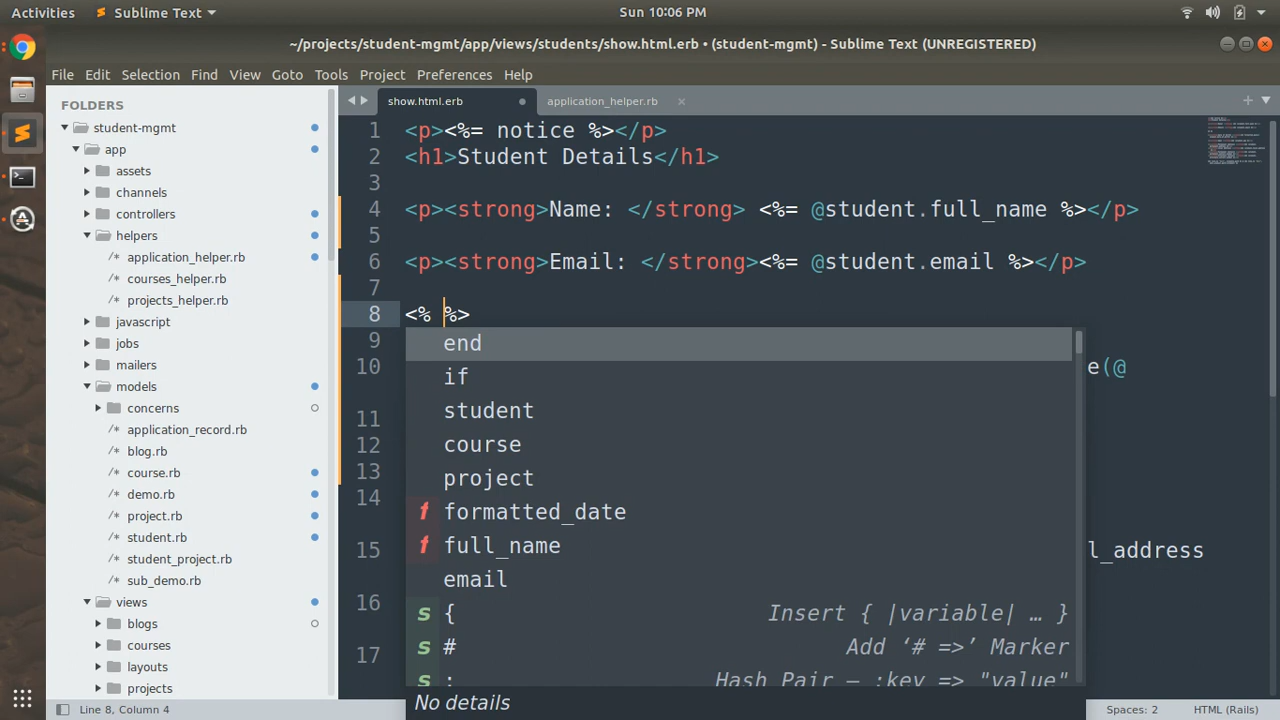 Activities Sublime Text Sun 10:06 PM
~/projects/student-mgmt/app/views/students/show.html.erb • (student-mgmt) - Sublime Text (UNREGISTERED)
File Edit Selection Find View Goto Tools Project Preferences Help
FOLDERS
student-mgmt
app
assets
channels
controllers
helpers
/* application_helper.rb
/* courses_helper.rb
/* projects_helper.rb
javascript
jobs
mailers
models
concerns
/* application_record.rb
/* blog.rb
/* course.rb
/* demo.rb
/* project.rb
/* student.rb
/* student_project.rb
/* sub_demo.rb
views
blogs
courses
layouts
projects
show.html.erb application_helper.rb
1 <p><%= notice %></p>
2 <h1>Student Details</h1>
3
4 <p><strong>Name: </strong> <%= @student.full_name %></p>
5
6 <p><strong>Email: </strong><%= @student.email %></p>
7
8 <% %>
9
10 e(@
11
12
13
14
15 l_address
16
17
end
if
student
course
project
f formatted_date
f full_name
email
s { Insert { |variable| … }
s # Add ‘# =>’ Marker
s : Hash Pair — :key => "value"
No details
Line 8, Column 4 Spaces: 2 HTML (Rails)